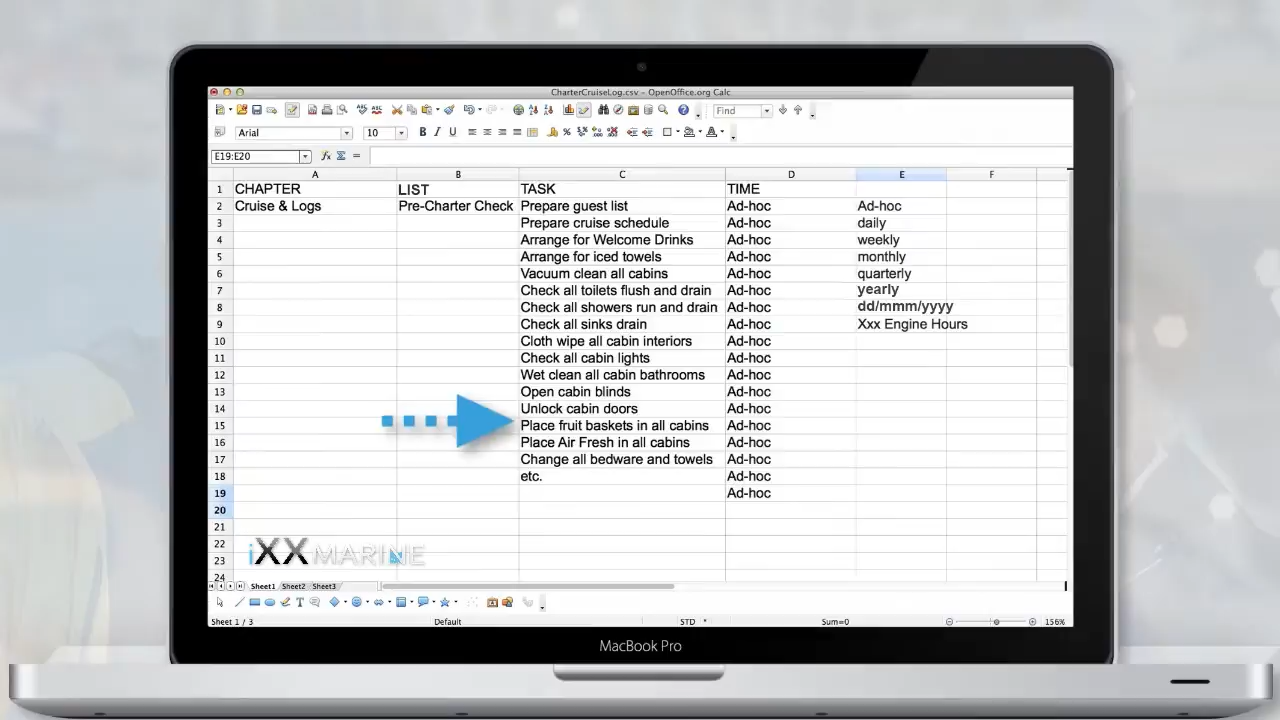 CharterCruiseLog.csv - OpenOffice.org Calc
Find
Arial 10 B I U
E19:E20
A B C D E F
1 CHAPTER LIST TASK TIME
2 Cruise & Logs Pre-Charter Check Prepare guest list Ad-hoc Ad-hoc
3 Prepare cruise schedule Ad-hoc daily
4 Arrange for Welcome Drinks Ad-hoc weekly
5 Arrange for iced towels Ad-hoc monthly
6 Vacuum clean all cabins Ad-hoc quarterly
7 Check all toilets flush and drain Ad-hoc yearly
8 Check all showers run and drain Ad-hoc dd/mmm/yyyy
9 Check all sinks drain Ad-hoc Xxx Engine Hours
10 Cloth wipe all cabin interiors Ad-hoc
11 Check all cabin lights Ad-hoc
12 Wet clean all cabin bathrooms Ad-hoc
13 Open cabin blinds Ad-hoc
14 Unlock cabin doors Ad-hoc
15 Place fruit baskets in all cabins Ad-hoc
16 Place Air Fresh in all cabins Ad-hoc
17 Change all bedware and towels Ad-hoc
18 etc. Ad-hoc
19 Ad-hoc
20
21
22
iXX MARINE
23
24
Sheet1 Sheet2 Sheet3
Sheet 1 / 3 Default STD * Sum=0 156%
MacBook Pro